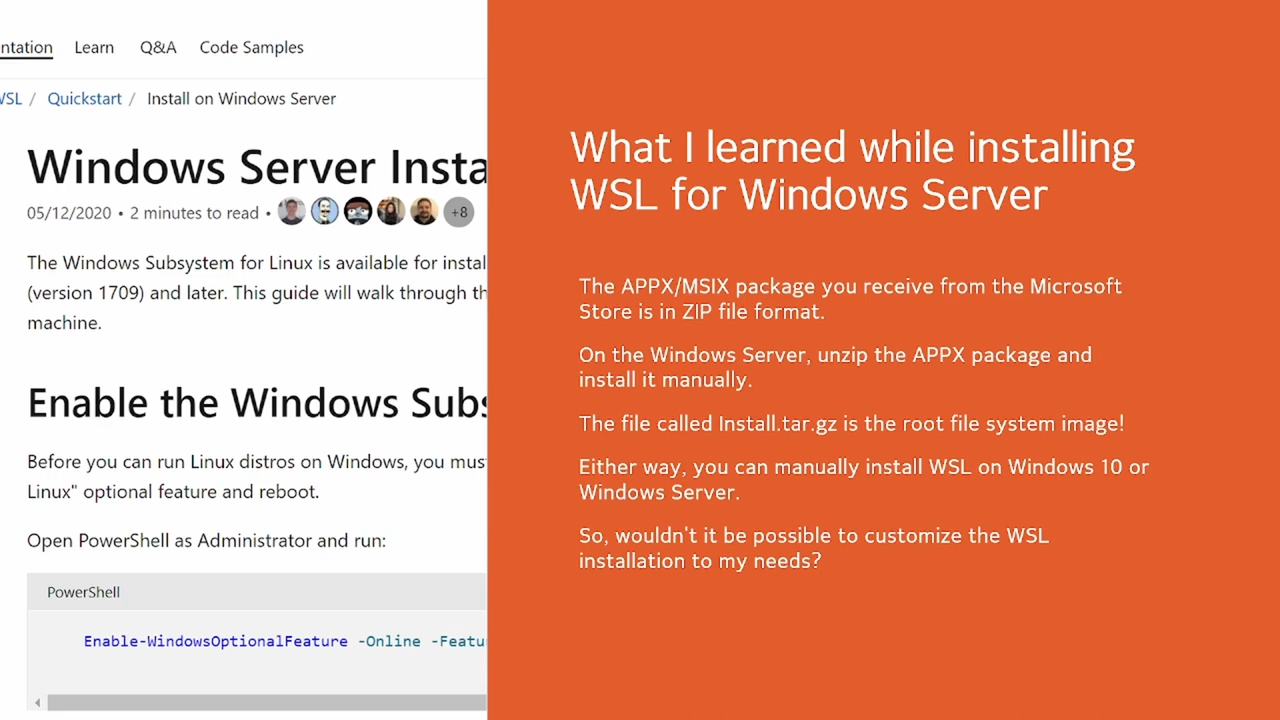 ntation Learn Q&A Code Samples
WSL / Quickstart / Install on Windows Server
Windows Server Insta
05/12/2020 • 2 minutes to read • +8
The Windows Subsystem for Linux is available for instal
(version 1709) and later. This guide will walk through th
machine.
Enable the Windows Subs
Before you can run Linux distros on Windows, you mus
Linux" optional feature and reboot.
Open PowerShell as Administrator and run:
PowerShell
Enable-WindowsOptionalFeature -Online -Featu
What I learned while installing
WSL for Windows Server
The APPX/MSIX package you receive from the Microsoft
Store is in ZIP file format.
On the Windows Server, unzip the APPX package and
install it manually.
The file called Install.tar.gz is the root file system image!
Either way, you can manually install WSL on Windows 10 or
Windows Server.
So, wouldn't it be possible to customize the WSL
installation to my needs?